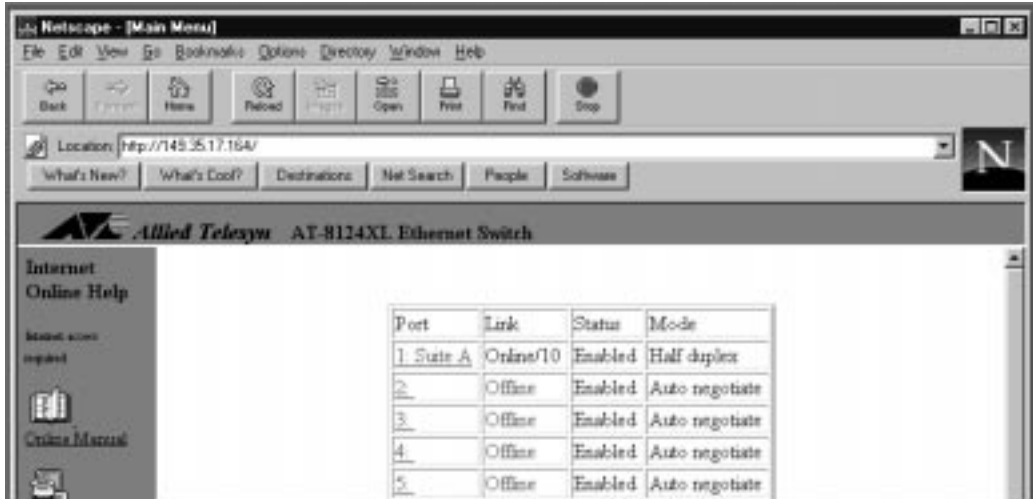 Netscape - [Main Menu]
File Edit View Go Bookmarks Options Directory Window Help
Back Forward Home Reload Images Open Print Find Stop
Location: http://149.35.17.164/
What's New? What's Cool? Destinations Net Search People Software
N
Allied Telesyn AT-8124XL Ethernet Switch
Internet
Online Help
Internet access
required
Online Manual
Port Link Status Mode
1: Suite A Online/10 Enabled Half duplex
2: Offline Enabled Auto negotiate
3: Offline Enabled Auto negotiate
4: Offline Enabled Auto negotiate
5: Offline Enabled Auto negotiate